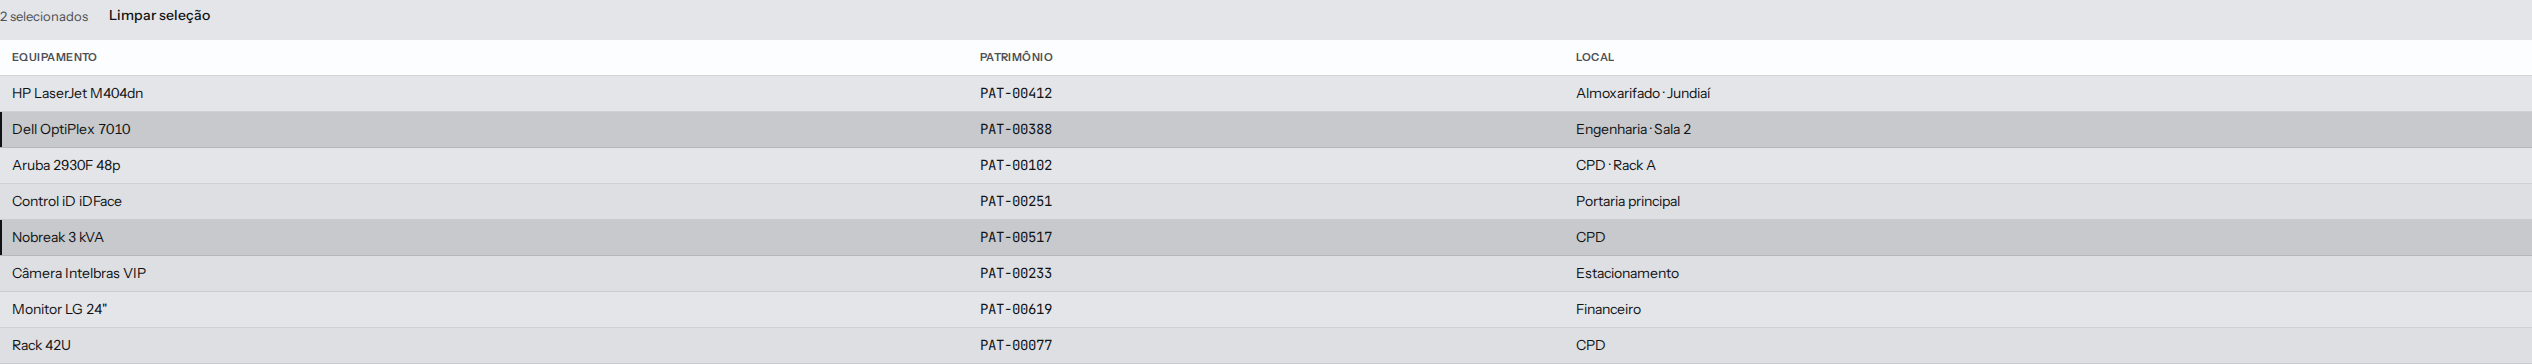 2 selecionados Limpar seleção
EQUIPAMENTO PATRIMÔNIO LOCAL
HP LaserJet M404dn PAT-00412 Almoxarifado · Jundiaí
Dell OptiPlex 7010 PAT-00388 Engenharia · Sala 2
Aruba 2930F 48p PAT-00102 CPD · Rack A
Control iD iDFace PAT-00251 Portaria principal
Nobreak 3 kVA PAT-00517 CPD
Câmera Intelbras VIP PAT-00233 Estacionamento
Monitor LG 24" PAT-00619 Financeiro
Rack 42U PAT-00077 CPD